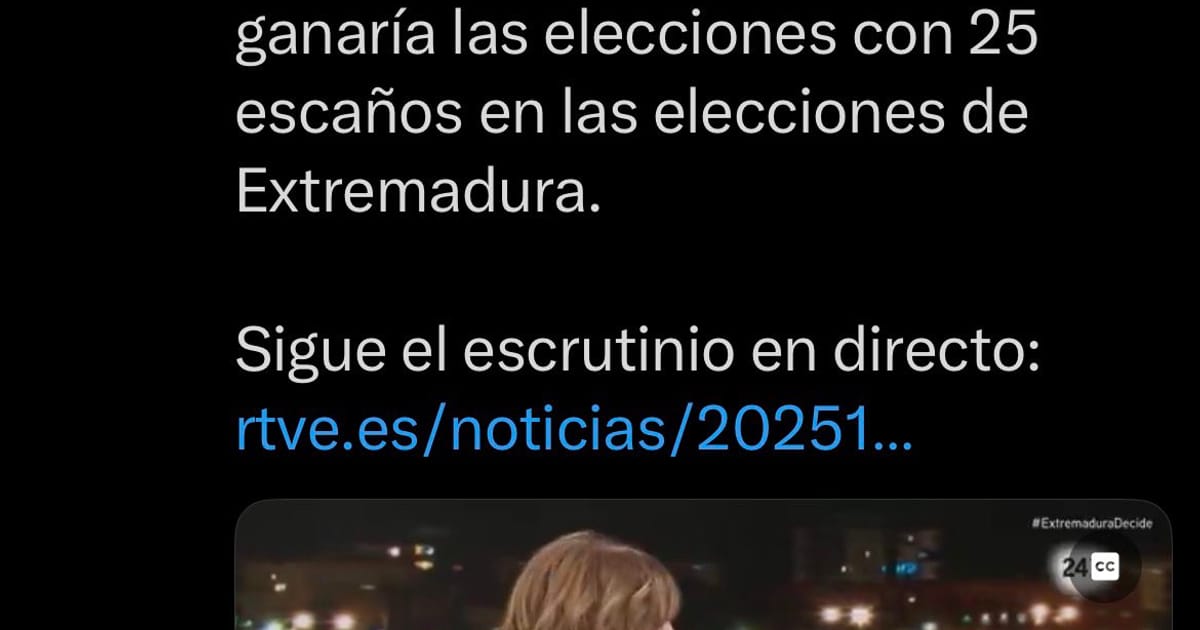 ganaría las elecciones con 25
escaños en las elecciones de
Extremadura.
Sigue el escrutinio en directo:
rtve.es/noticias/20251...
#ExtremaduraDecide
24
CC